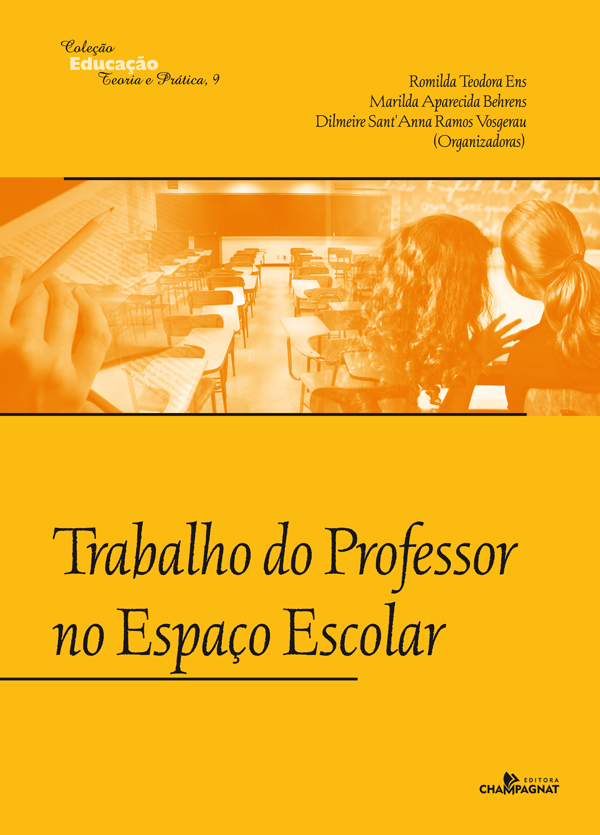 Coleção
Educação
Teoria e Prática, 9
Romilda Teodora Ens
Marilda Aparecida Behrens
Dilmeire Sant'Anna Ramos Vosgerau
(Organizadoras)
Trabalho do Professor
no Espaço Escolar
EDITORA
CHAMPAGNAT